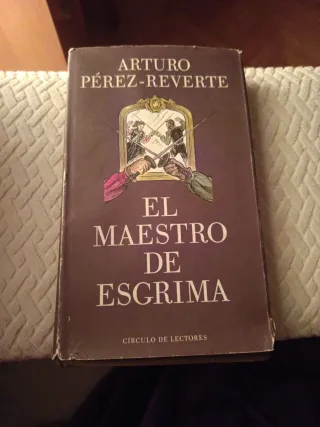 ARTURO
PÉREZ-REVERTE
EL
MAESTRO
DE
ESGRIMA
CÍRCULO DE LECTORES